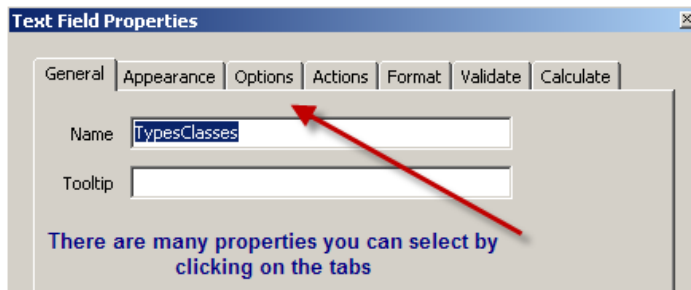 Text Field Properties
General Appearance Options Actions Format Validate Calculate
Name TypesClasses
Tooltip
There are many properties you can select by
clicking on the tabs